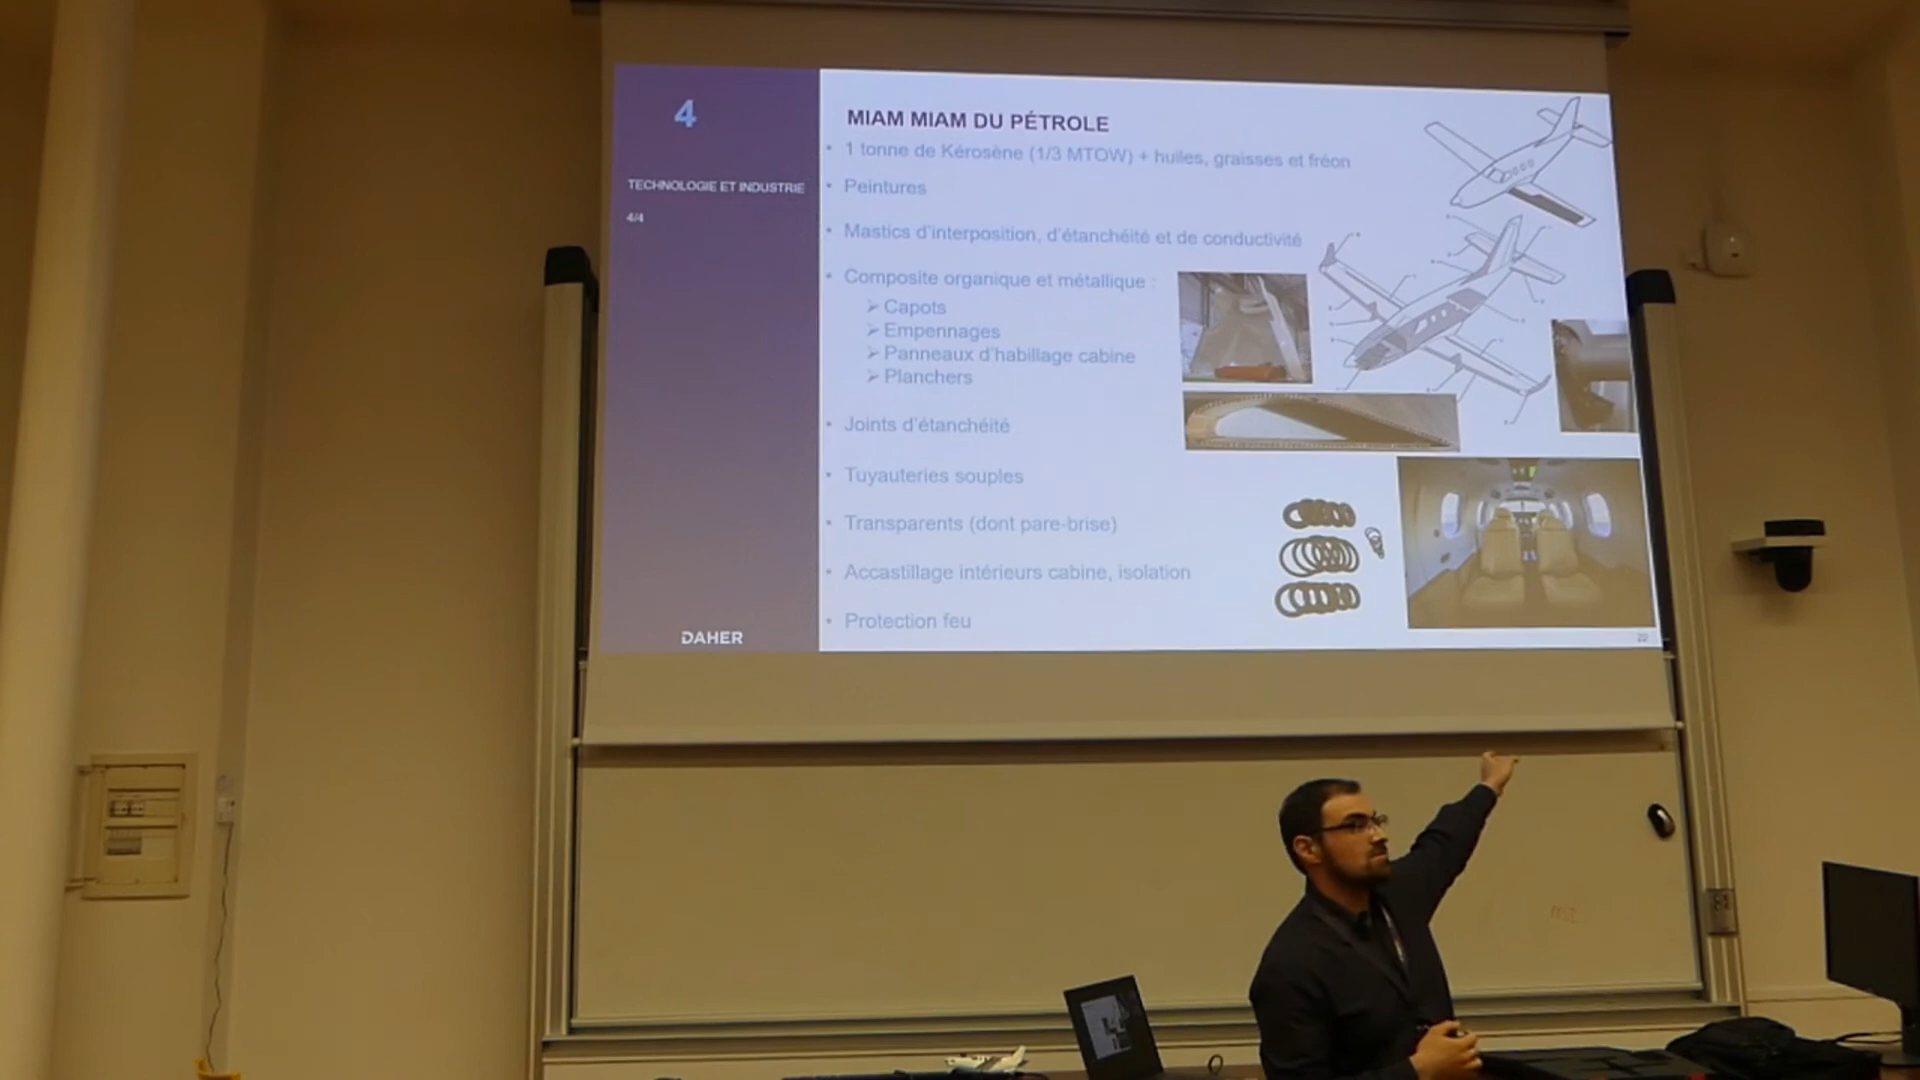 4
TECHNOLOGIE ET INDUSTRIE
4/4
DAHER
MIAM MIAM DU PÉTROLE
• 1 tonne de Kérosène (1/3 MTOW) + huiles, graisses et fréon
• Peintures
• Mastics d'interposition, d'étanchéité et de conductivité
• Composite organique et métallique :
➢ Capots
➢ Empennages
➢ Panneaux d'habillage cabine
➢ Planchers
• Joints d'étanchéité
• Tuyauteries souples
• Transparents (dont pare-brise)
• Accastillage intérieurs cabine, isolation
• Protection feu
22